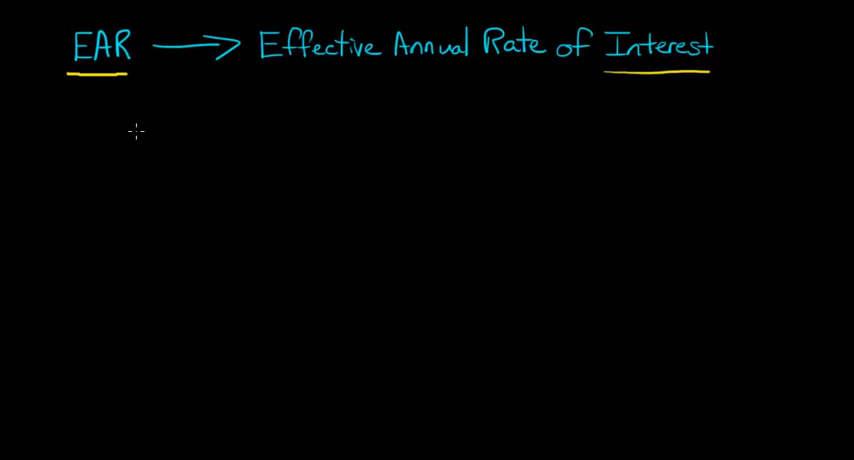 EAR → Effective Annual Rate of Interest